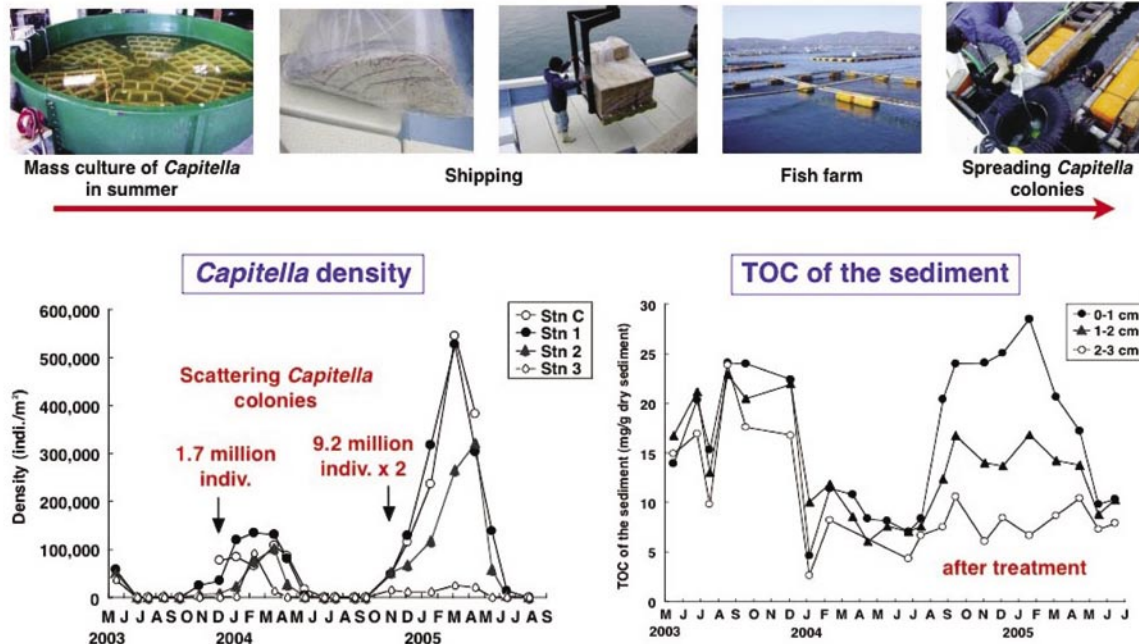 Mass culture of Capitella
in summer
Shipping
Fish farm
Spreading Capitella
colonies
Capitella density
600,000
500,000
400,000
300,000
200,000
100,000
0
Density (indi./m²)
Stn C
Stn 1
Stn 2
Stn 3
Scattering Capitella
colonies
1.7 million
indiv.
9.2 million
indiv. x 2
M J J A S O N D J F M A M J J A S O N D J F M A M J J A S
2003 2004 2005
TOC of the sediment
30
25
20
15
10
5
0
TOC of the sediment (mg/g dry sediment)
0-1 cm
1-2 cm
2-3 cm
after treatment
M J J A S O N D J F M A M J J A S O N D J F M A M J J
2003 2004 2005